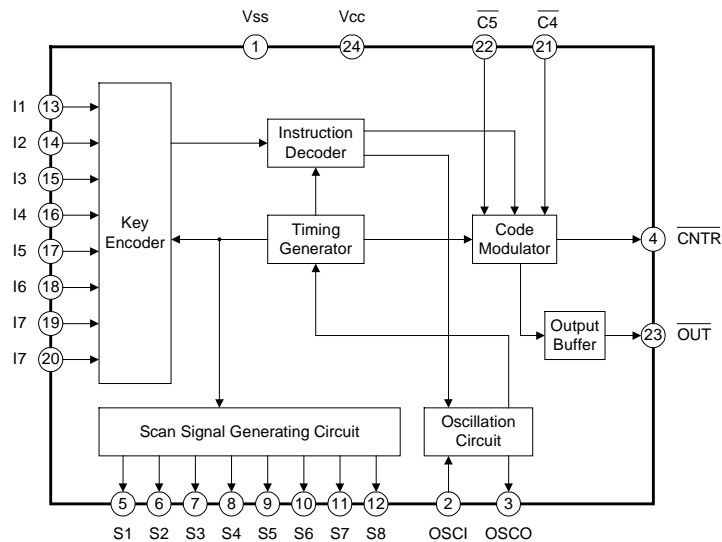 Vss Vcc C5 C4
1 24 22 21
I1 13
I2 14
I3 15
I4 16
I5 17
I6 18
I7 19
I7 20
Key
Encoder
Instruction
Decoder
Timing
Generator
Code
Modulator
4 CNTR
Output
Buffer
23 OUT
Scan Signal Generating Circuit
Oscillation
Circuit
5 6 7 8 9 10 11 12 2 3
S1 S2 S3 S4 S5 S6 S7 S8 OSCI OSCO